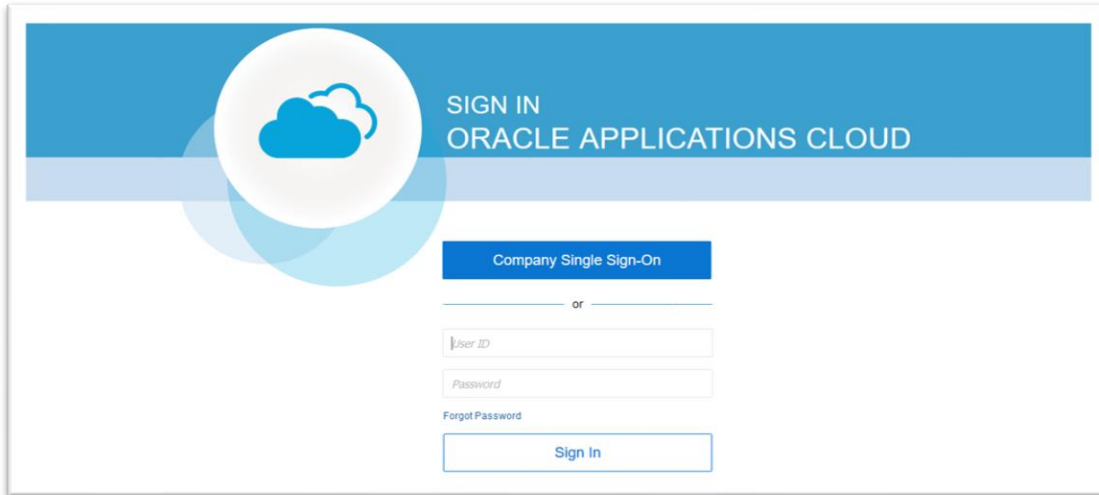 SIGN IN
ORACLE APPLICATIONS CLOUD
Company Single Sign-On
or
User ID
Password
Forgot Password
Sign In